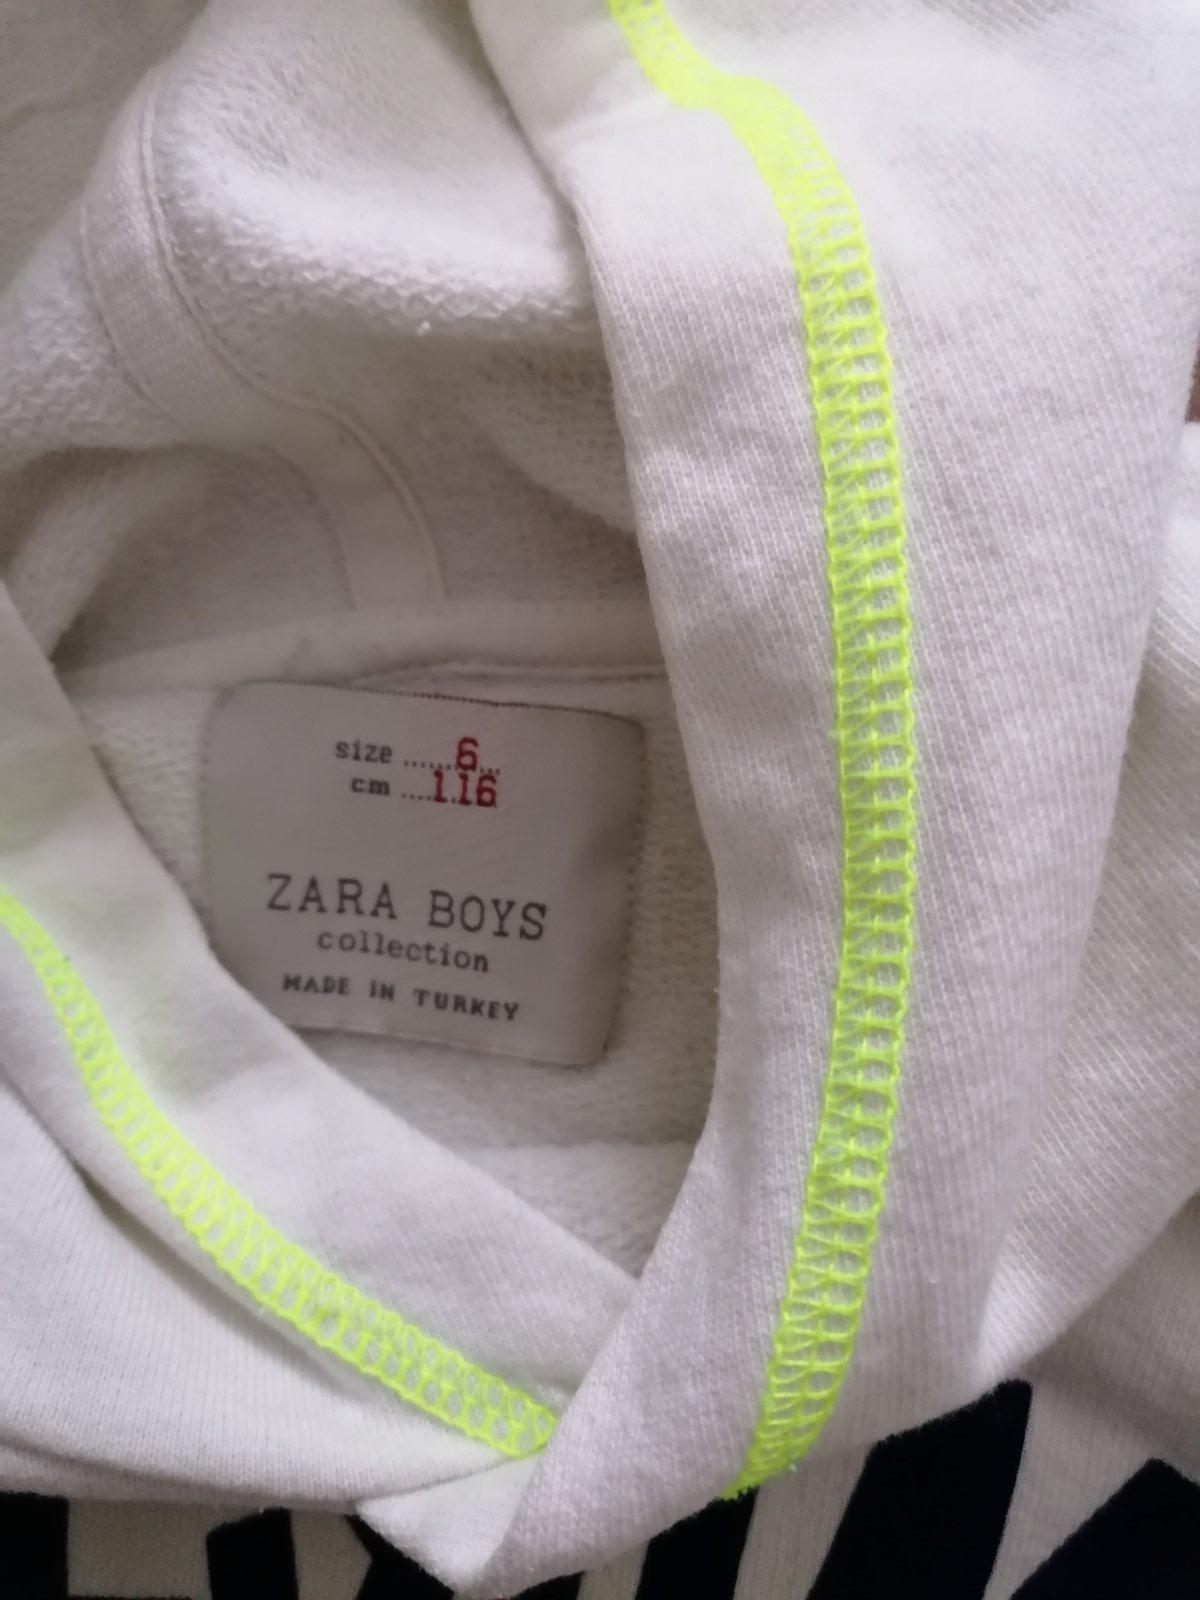 size ......6...
cm ....116
ZARA BOYS
collection
MADE IN TURKEY